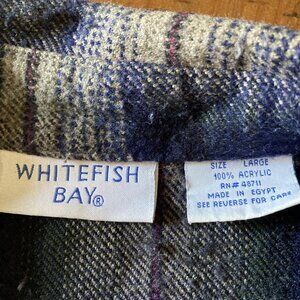 WHITEFISH
BAY®
SIZE LARGE
100% ACRYLIC
RN# 48711
MADE IN EGYPT
SEE REVERSE FOR CARE